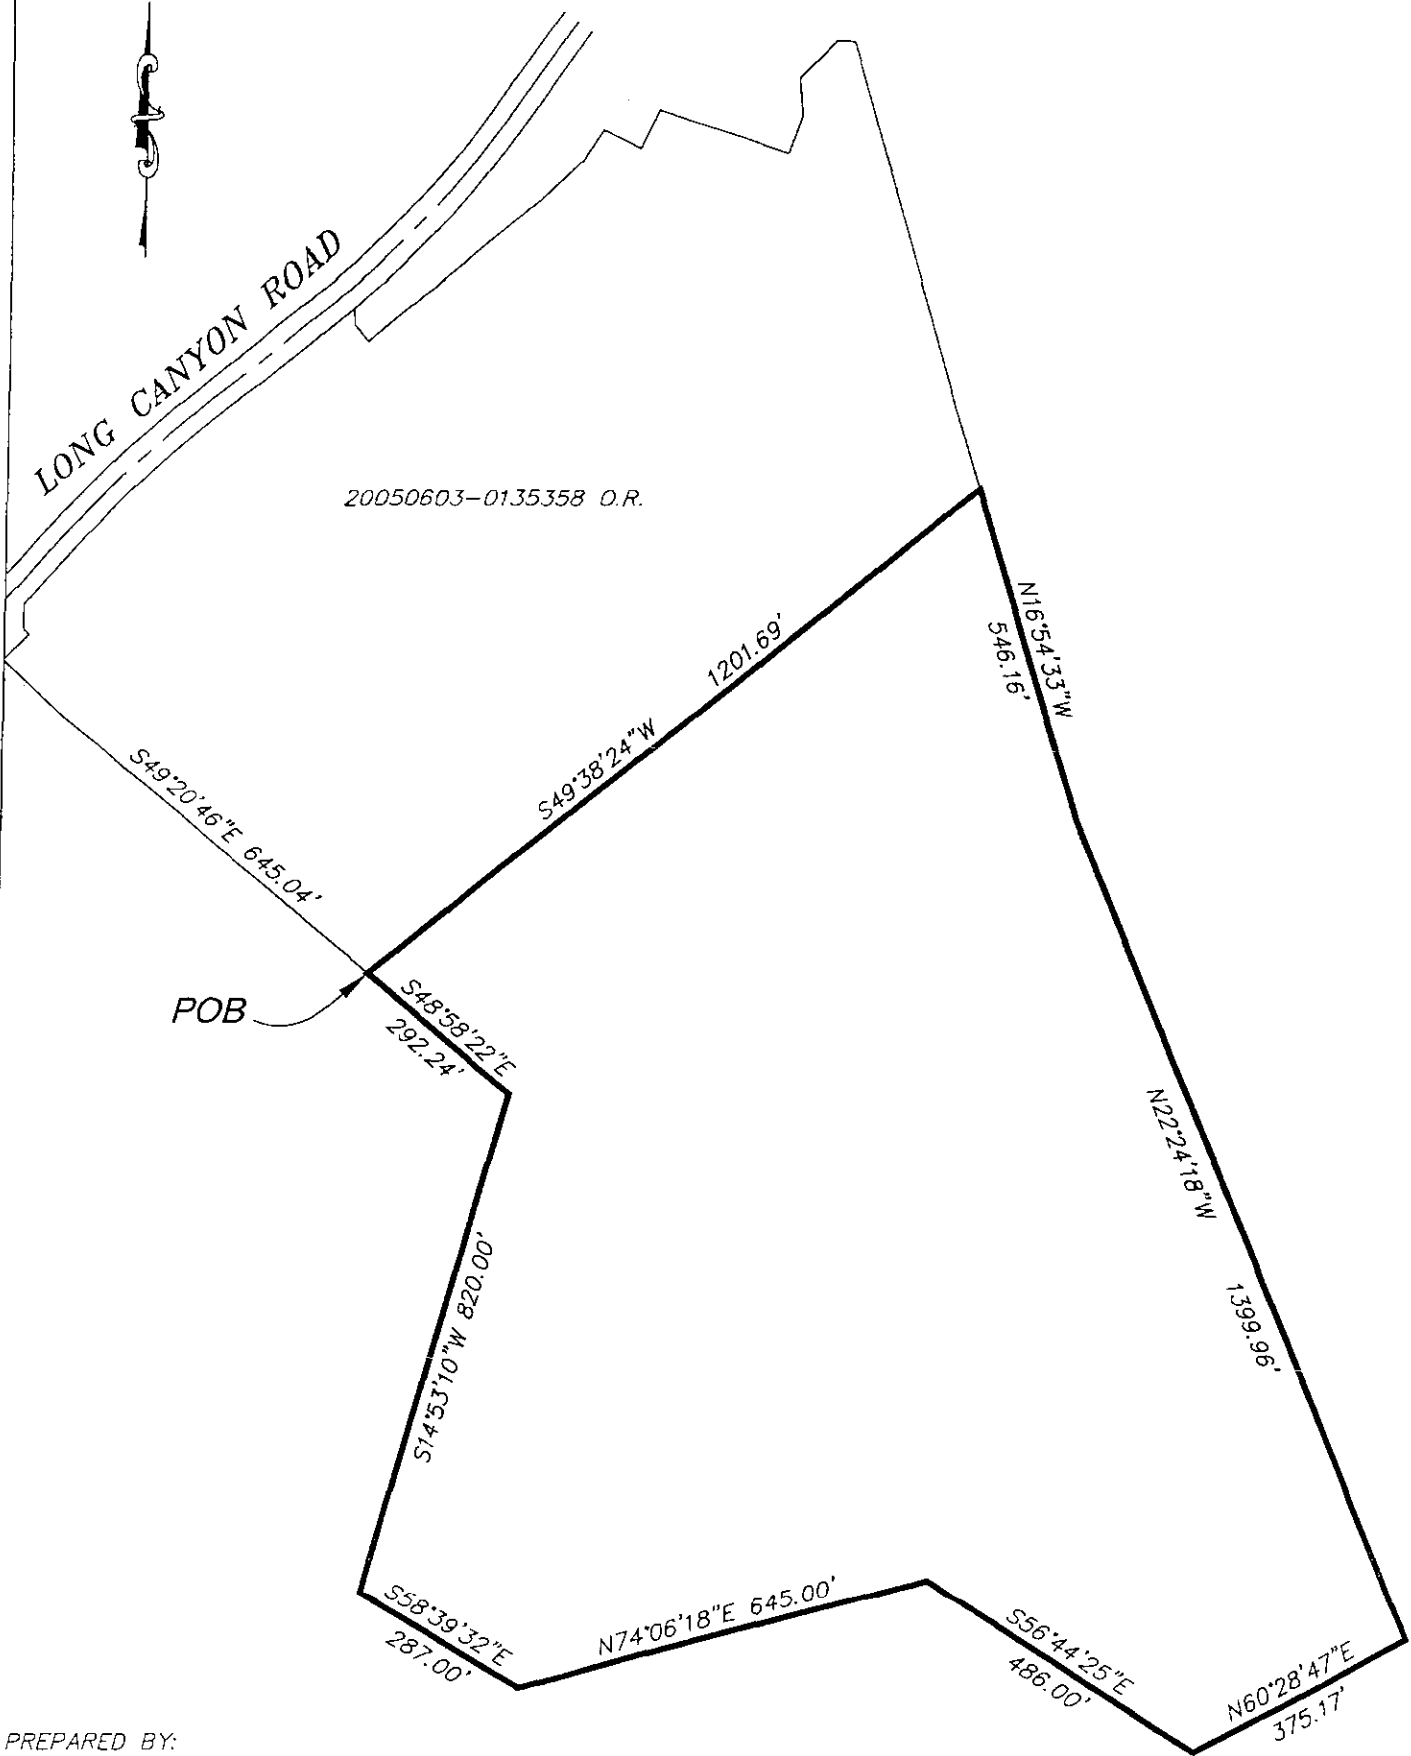 LONG CANYON ROAD
20050603-0135358 O.R.
N16°54'33"W
546.16'
1201.69'
S49°38'24"W
S49°20'46"E 645.04'
POB
S48°58'22"E
292.24'
N22°24'18"W
1399.96'
S14°53'10"W 820.00'
S58°39'32"E
287.00'
N74°06'18"E 645.00'
S56°44'25"E
486.00'
N60°28'47"E
375.17'
PREPARED BY: